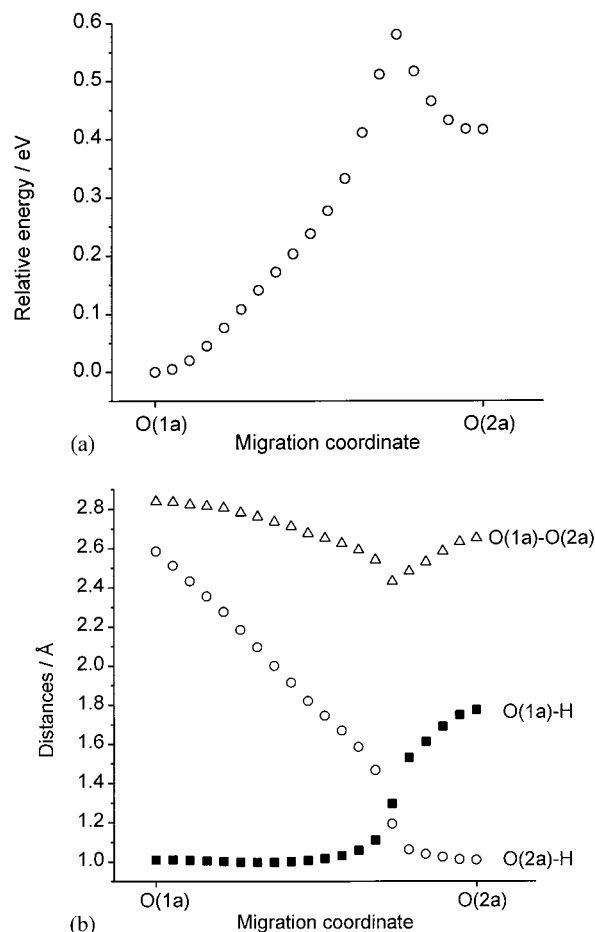 0.6
0.5
0.4
0.3
0.2
0.1
0.0
Relative energy / eV
O(1a)
O(2a)
Migration coordinate
(a)
2.8
2.6
2.4
2.2
2.0
1.8
1.6
1.4
1.2
1.0
Distances / Å
O(1a)-O(2a)
O(1a)-H
O(2a)-H
O(1a)
O(2a)
Migration coordinate
(b)